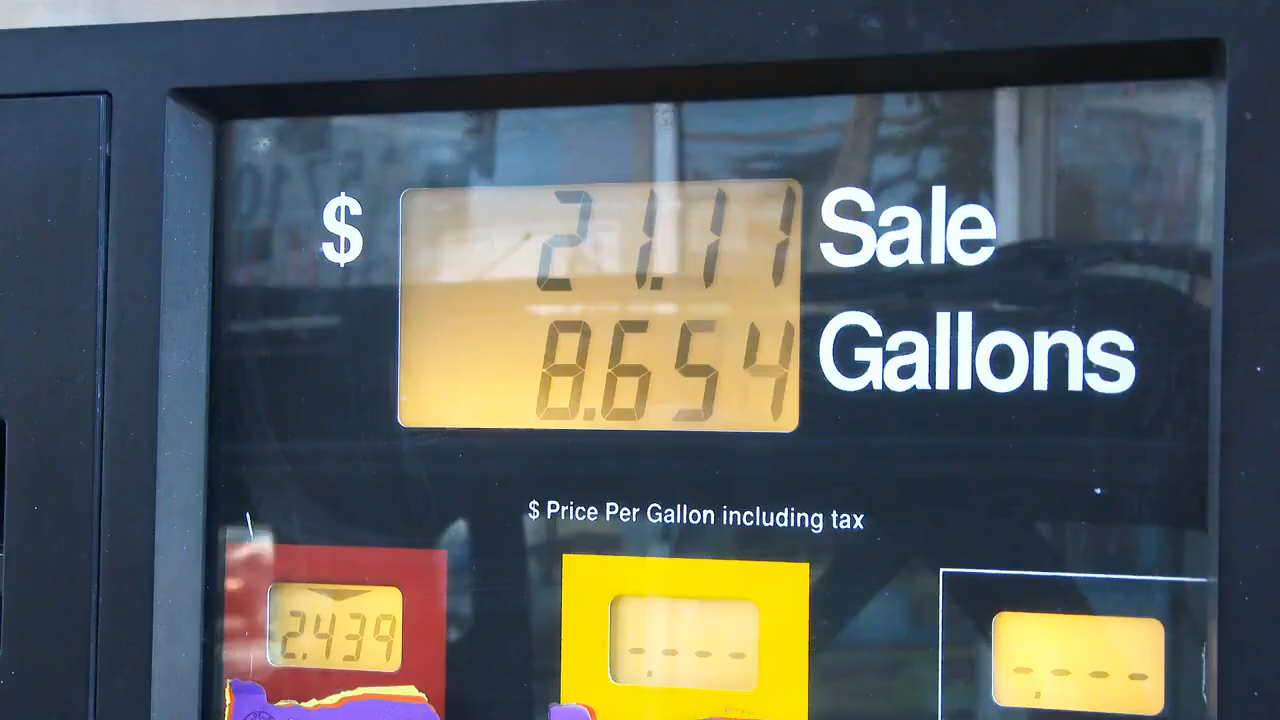 $ 21.11 Sale
8.654 Gallons
$ Price Per Gallon including tax
2.439
-.---
-.---